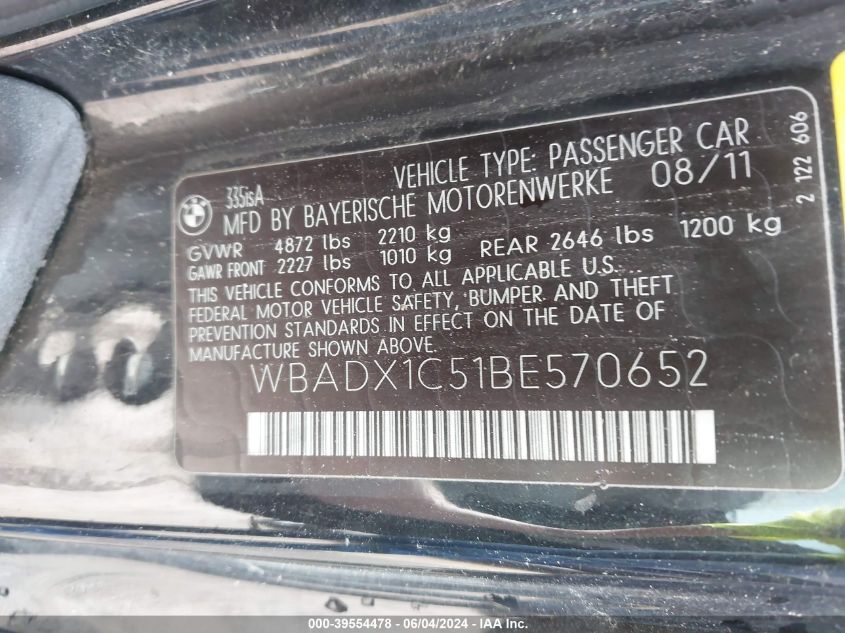 335isA VEHICLE TYPE: PASSENGER CAR
MFD BY BAYERISCHE MOTORENWERKE 08/11
GVWR 4872 lbs 2210 kg
GAWR FRONT 2227 lbs 1010 kg REAR 2646 lbs 1200 kg
THIS VEHICLE CONFORMS TO ALL APPLICABLE U.S.
FEDERAL MOTOR VEHICLE SAFETY, BUMPER AND THEFT
PREVENTION STANDARDS IN EFFECT ON THE DATE OF
MANUFACTURE SHOWN ABOVE.
WBADX1C51BE570652
2 122 606
000-39554478 - 06/04/2024 - IAA Inc.